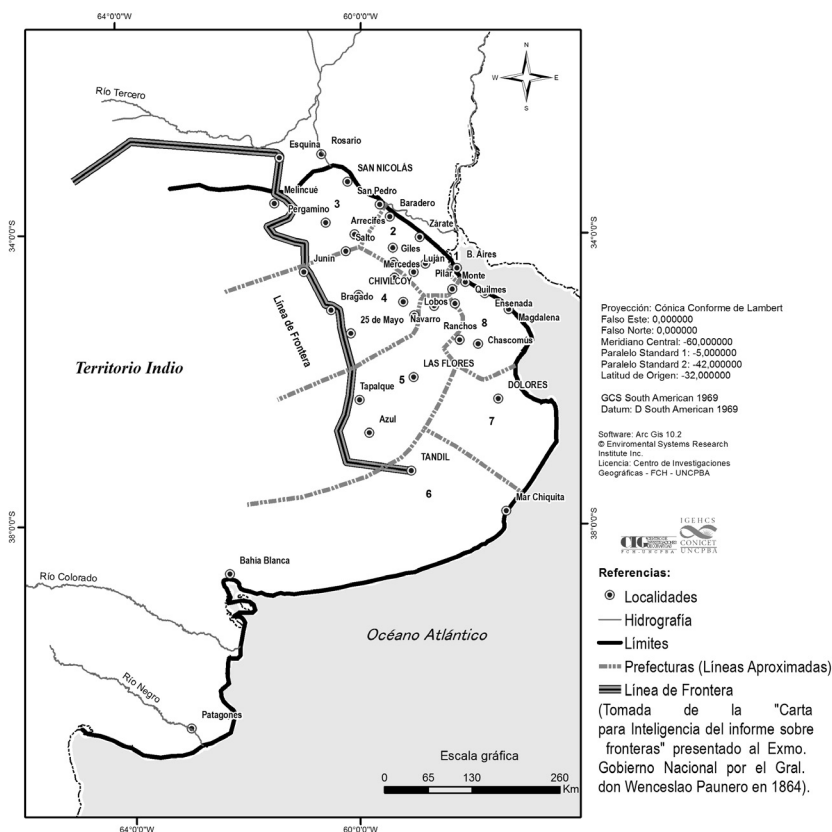 64°0'0"W
60°0'0"W
N
W
E
S
Río Tercero
Esquina
Rosario
SAN NICOLÁS
Melincué
San Pedro
3
Pergamino
Baradero
Arrecifes
2
Zárate
34°0'0"S
34°0'0"S
Salto
Giles
1
B. Aires
Junín
Luján
Mercedes
Pilar
Monte
CHIVILCOY
Quilmes
Bragado
4
Lobos
Ensenada
Línea de Frontera
25 de Mayo
Navarro
Magdalena
Ranchos
8
Chascomús
Territorio Indio
LAS FLORES
5
Tapalque
DOLORES
Azul
7
TANDIL
6
Mar Chiquita
38°0'0"S
38°0'0"S
Bahía Blanca
Río Colorado
Océano Atlántico
Río Negro
Patagones
Escala gráfica
0 65 130 260
Km
64°0'0"W
60°0'0"W
Proyección: Cónica Conforme de Lambert
Falso Este: 0,000000
Falso Norte: 0,000000
Meridiano Central: -60,000000
Paralelo Standard 1: -5,000000
Paralelo Standard 2: -42,000000
Latitud de Origen: -32,000000
GCS South American 1969
Datum: D South American 1969
Software: Arc Gis 10.2
© Enviromental Systems Research
Institute Inc.
Licencia: Centro de Investigaciones
Geográficas - FCH - UNCPBA
CIG
FCH-UNCPBA
IGEHCS
CONICET
UNCPBA
Referencias:
Localidades
Hidrografía
Límites
Prefecturas (Líneas Aproximadas)
Línea de Frontera
(Tomada de la "Carta
para Inteligencia del informe sobre
fronteras" presentado al Exmo.
Gobierno Nacional por el Gral.
don Wenceslao Paunero en 1864).